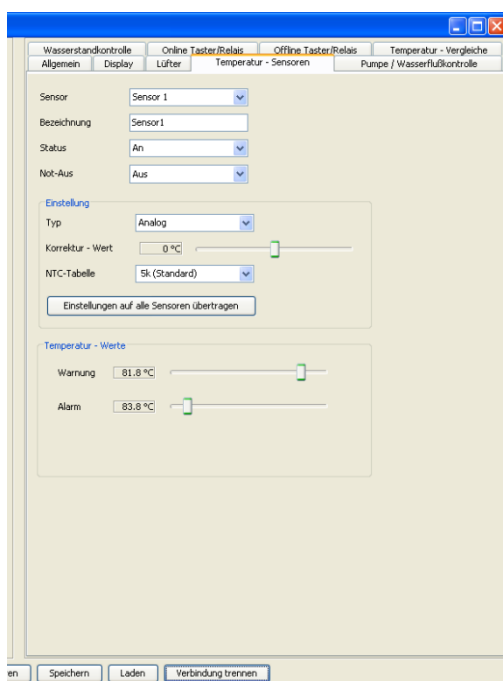 Wasserstandkontrolle Online Taster/Relais Offline Taster/Relais Temperatur - Vergleiche
Allgemein Display Lüfter Temperatur - Sensoren Pumpe / Wasserflußkontrolle
Sensor Sensor 1
Bezeichnung Sensor1
Status An
Not-Aus Aus
Einstellung
Typ Analog
Korrektur - Wert 0 °C
NTC-Tabelle 5k (Standard)
Einstellungen auf alle Sensoren übertragen
Temperatur - Werte
Warnung 81.8 °C
Alarm 83.8 °C
en Speichern Laden Verbindung trennen